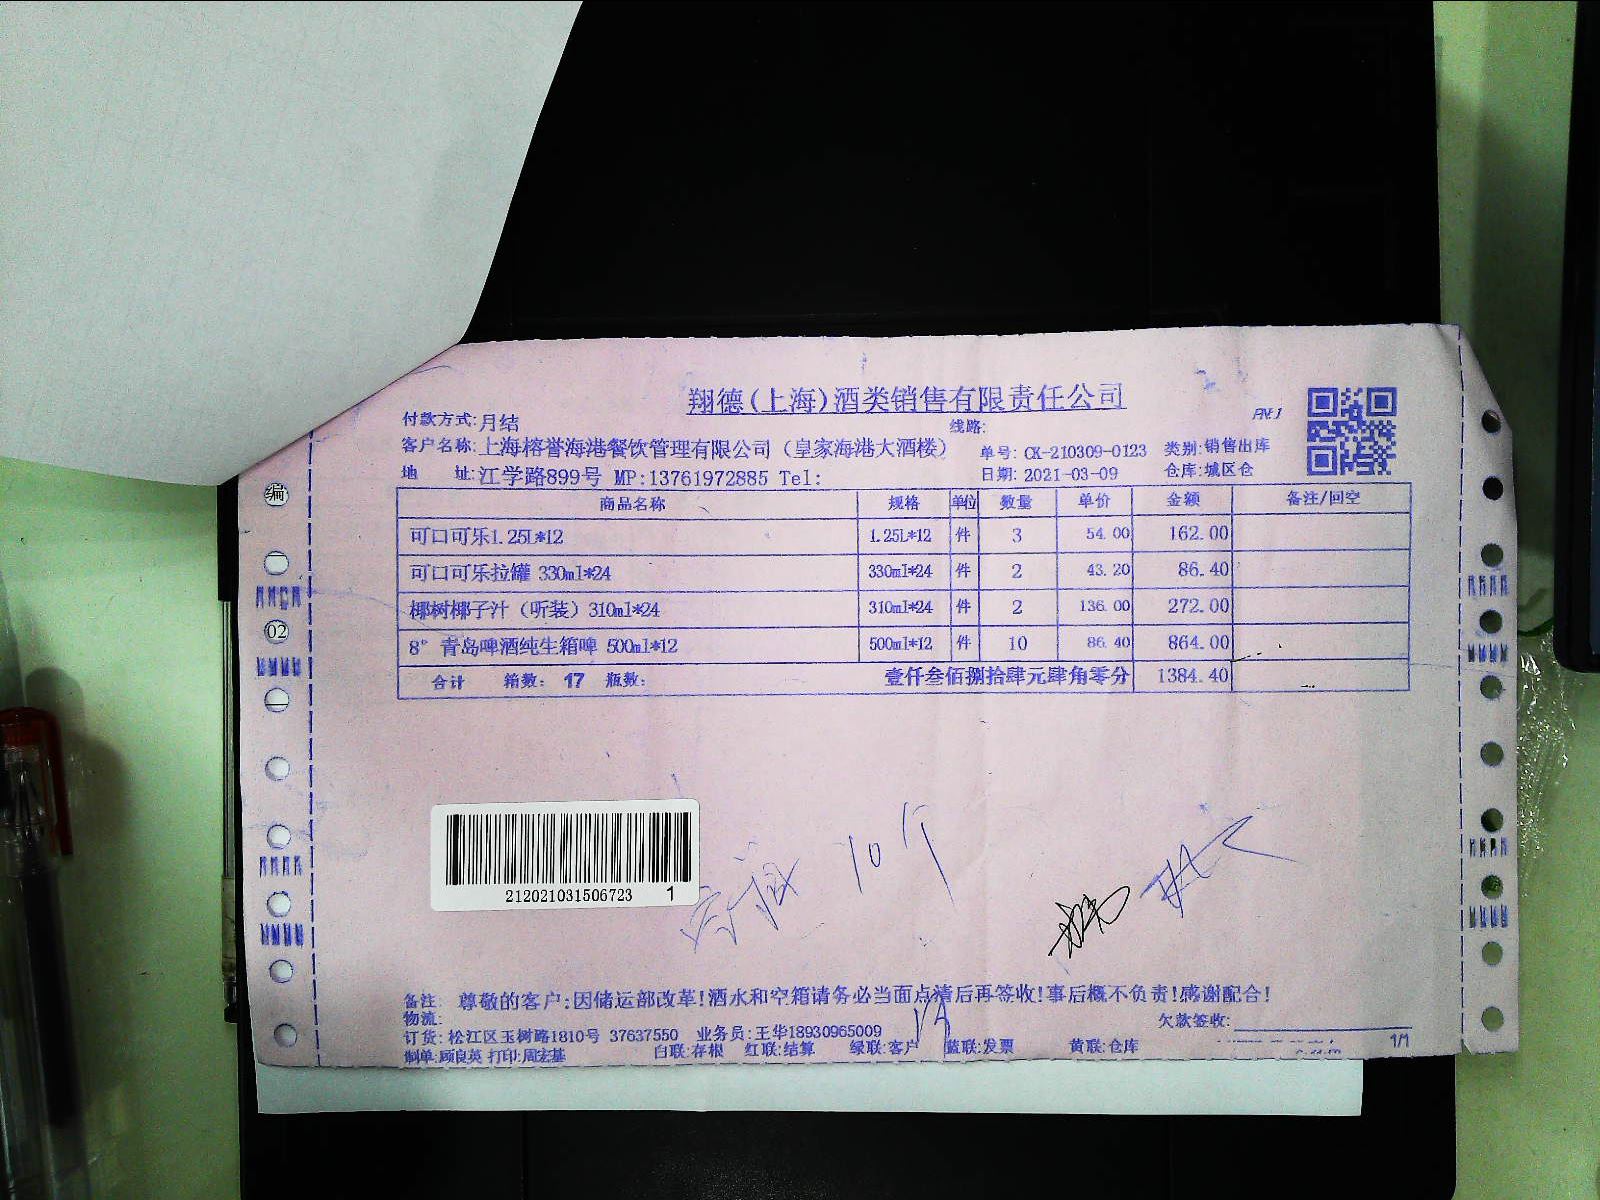 翔德(上海)酒类销售有限责任公司
付款方式:月结
线路:
客户名称:上海榕誉海港餐饮管理有限公司（皇家海港大酒楼）
单号: CK-210309-0123 类别:销售出库
地 址:江学路899号 MP:13761972885 Tel:
日期: 2021-03-09 仓库:城区仓
商品名称 规格 单位 数量 单价 金额 备注/回空
可口可乐1.25L*12 1.25L*12 件 3 54.00 162.00
可口可乐拉罐 330ml*24 330ml*24 件 2 43.20 86.40
椰树椰子汁（听装）310ml*24 310ml*24 件 2 136.00 272.00
8° 青岛啤酒纯生箱啤 500ml*12 500ml*12 件 10 86.40 864.00
合计 箱数: 17 瓶数: 壹仟叁佰捌拾肆元肆角零分 1384.40
编
02
10个
212021031506723 1
备注: 尊敬的客户:因储运部改革!酒水和空箱请务必当面点清后再签收!事后概不负责!感谢配合!
物流:
欠款签收:
订货: 松江区玉树路1810号 37637550 业务员:王华18930965009
制单:顾良英 打印:周宏基 白联:存根 红联:结算 绿联:客户 蓝联:发票 黄联:仓库
1/1